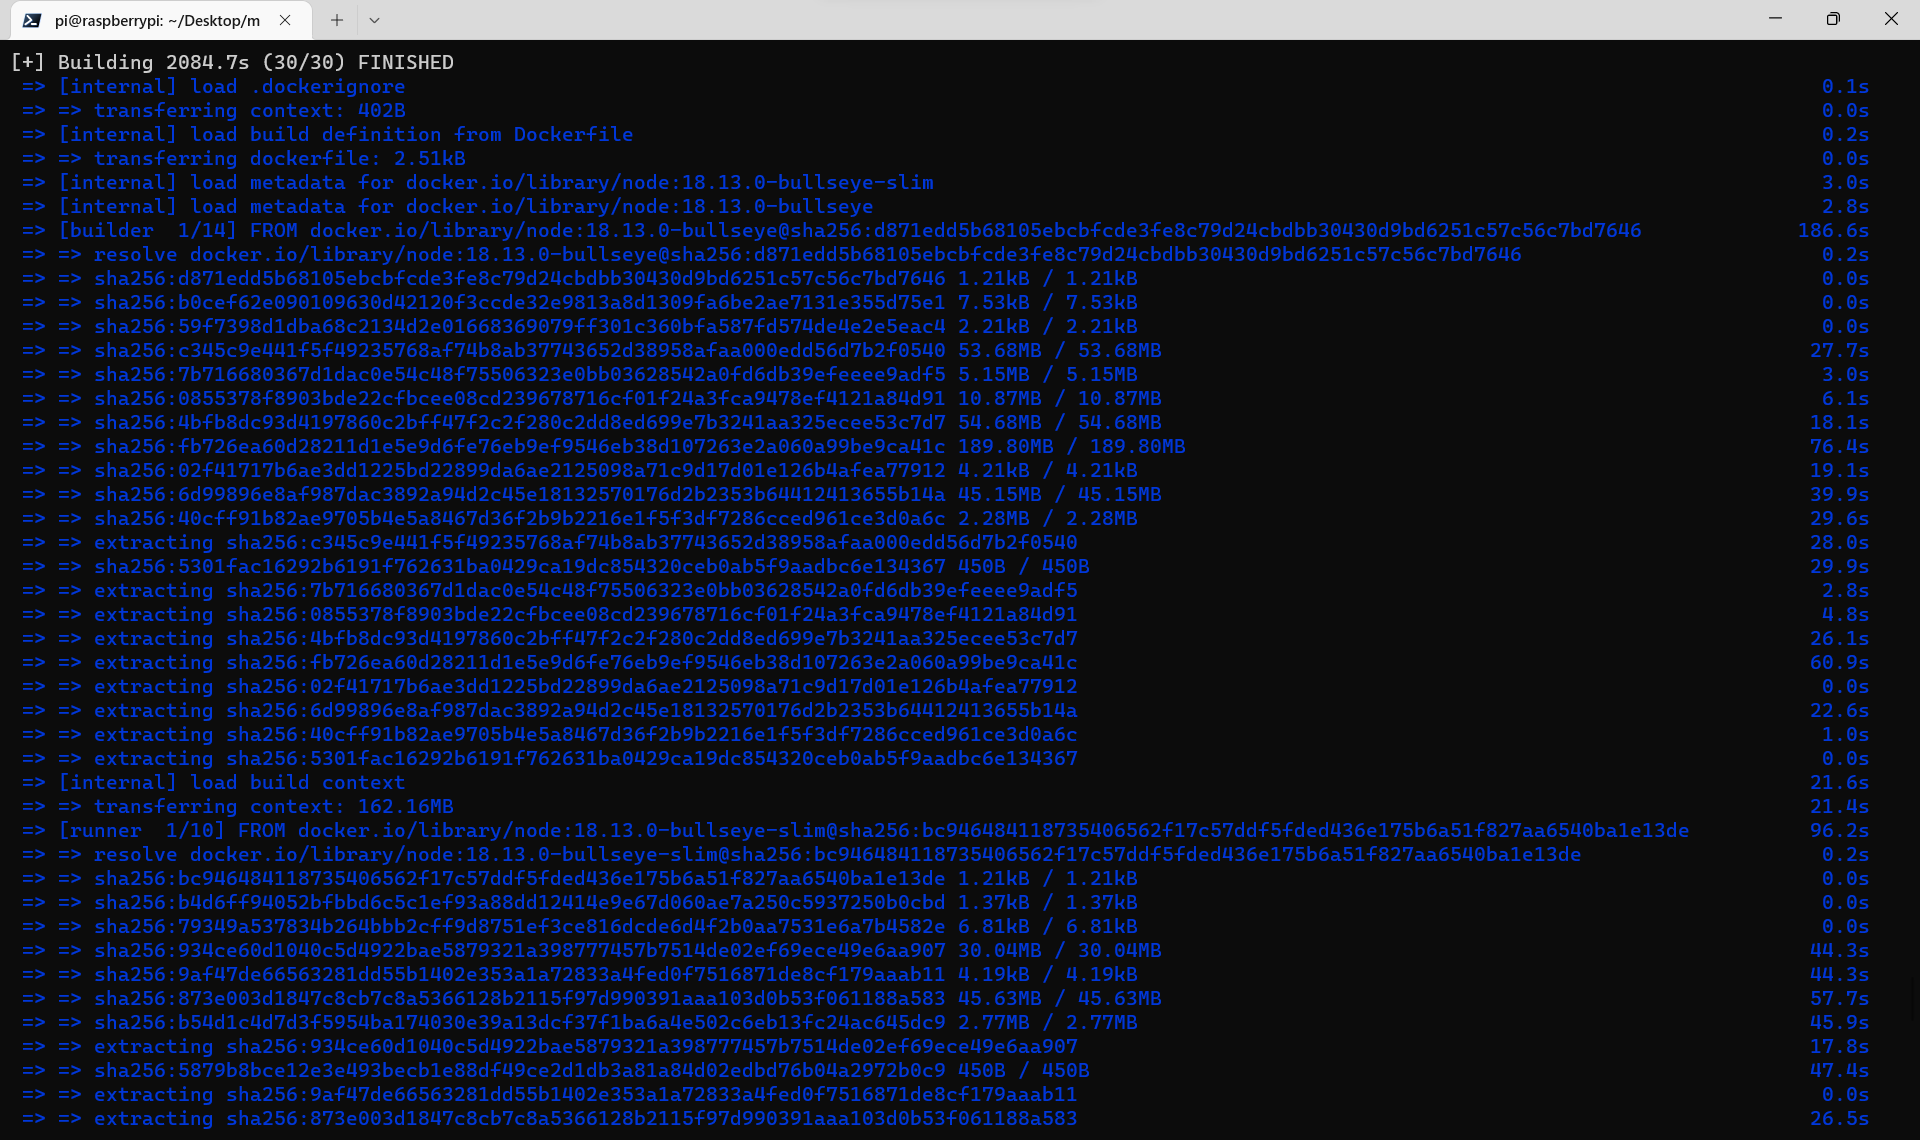 pi@raspberrypi: ~/Desktop/m
[+] Building 2084.7s (30/30) FINISHED
=> [internal] load .dockerignore 0.1s
=> => transferring context: 402B 0.0s
=> [internal] load build definition from Dockerfile 0.2s
=> => transferring dockerfile: 2.51kB 0.0s
=> [internal] load metadata for docker.io/library/node:18.13.0-bullseye-slim 3.0s
=> [internal] load metadata for docker.io/library/node:18.13.0-bullseye 2.8s
=> [builder  1/14] FROM docker.io/library/node:18.13.0-bullseye@sha256:d871edd5b68105ebcbfcde3fe8c79d24cbdbb30430d9bd6251c57c56c7bd7646 186.6s
=> => resolve docker.io/library/node:18.13.0-bullseye@sha256:d871edd5b68105ebcbfcde3fe8c79d24cbdbb30430d9bd6251c57c56c7bd7646 0.2s
=> => sha256:d871edd5b68105ebcbfcde3fe8c79d24cbdbb30430d9bd6251c57c56c7bd7646 1.21kB / 1.21kB 0.0s
=> => sha256:b0cef62e090109630d42120f3ccde32e9813a8d1309fa6be2ae7131e355d75e1 7.53kB / 7.53kB 0.0s
=> => sha256:59f7398d1dba68c2134d2e01668369079ff301c360bfa587fd574de4e2e5eac4 2.21kB / 2.21kB 0.0s
=> => sha256:c345c9e441f5f49235768af74b8ab37743652d38958afaa000edd56d7b2f0540 53.68MB / 53.68MB 27.7s
=> => sha256:7b716680367d1dac0e54c48f75506323e0bb03628542a0fd6db39efeeee9adf5 5.15MB / 5.15MB 3.0s
=> => sha256:0855378f8903bde22cfbcee08cd239678716cf01f24a3fca9478ef4121a84d91 10.87MB / 10.87MB 6.1s
=> => sha256:4bfb8dc93d4197860c2bff47f2c2f280c2dd8ed699e7b3241aa325ecee53c7d7 54.68MB / 54.68MB 18.1s
=> => sha256:fb726ea60d28211d1e5e9d6fe76eb9ef9546eb38d107263e2a060a99be9ca41c 189.80MB / 189.80MB 76.4s
=> => sha256:02f41717b6ae3dd1225bd22899da6ae2125098a71c9d17d01e126b4afea77912 4.21kB / 4.21kB 19.1s
=> => sha256:6d99896e8af987dac3892a94d2c45e18132570176d2b2353b64412413655b14a 45.15MB / 45.15MB 39.9s
=> => sha256:40cff91b82ae9705b4e5a8467d36f2b9b2216e1f5f3df7286cced961ce3d0a6c 2.28MB / 2.28MB 29.6s
=> => extracting sha256:c345c9e441f5f49235768af74b8ab37743652d38958afaa000edd56d7b2f0540 28.0s
=> => sha256:5301fac16292b6191f762631ba0429ca19dc854320ceb0ab5f9aadbc6e134367 450B / 450B 29.9s
=> => extracting sha256:7b716680367d1dac0e54c48f75506323e0bb03628542a0fd6db39efeeee9adf5 2.8s
=> => extracting sha256:0855378f8903bde22cfbcee08cd239678716cf01f24a3fca9478ef4121a84d91 4.8s
=> => extracting sha256:4bfb8dc93d4197860c2bff47f2c2f280c2dd8ed699e7b3241aa325ecee53c7d7 26.1s
=> => extracting sha256:fb726ea60d28211d1e5e9d6fe76eb9ef9546eb38d107263e2a060a99be9ca41c 60.9s
=> => extracting sha256:02f41717b6ae3dd1225bd22899da6ae2125098a71c9d17d01e126b4afea77912 0.0s
=> => extracting sha256:6d99896e8af987dac3892a94d2c45e18132570176d2b2353b64412413655b14a 22.6s
=> => extracting sha256:40cff91b82ae9705b4e5a8467d36f2b9b2216e1f5f3df7286cced961ce3d0a6c 1.0s
=> => extracting sha256:5301fac16292b6191f762631ba0429ca19dc854320ceb0ab5f9aadbc6e134367 0.0s
=> [internal] load build context 21.6s
=> => transferring context: 162.16MB 21.4s
=> [runner  1/10] FROM docker.io/library/node:18.13.0-bullseye-slim@sha256:bc946484118735406562f17c57ddf5fded436e175b6a51f827aa6540ba1e13de 96.2s
=> => resolve docker.io/library/node:18.13.0-bullseye-slim@sha256:bc946484118735406562f17c57ddf5fded436e175b6a51f827aa6540ba1e13de 0.2s
=> => sha256:bc946484118735406562f17c57ddf5fded436e175b6a51f827aa6540ba1e13de 1.21kB / 1.21kB 0.0s
=> => sha256:b4d6ff94052bfbbd6c5c1ef93a88dd12414e9e67d060ae7a250c5937250b0cbd 1.37kB / 1.37kB 0.0s
=> => sha256:79349a537834b264bbb2cff9d8751ef3ce816dcde6d4f2b0aa7531e6a7b4582e 6.81kB / 6.81kB 0.0s
=> => sha256:934ce60d1040c5d4922bae5879321a398777457b7514de02ef69ece49e6aa907 30.04MB / 30.04MB 44.3s
=> => sha256:9af47de66563281dd55b1402e353a1a72833a4fed0f7516871de8cf179aaab11 4.19kB / 4.19kB 44.3s
=> => sha256:873e003d1847c8cb7c8a5366128b2115f97d990391aaa103d0b53f061188a583 45.63MB / 45.63MB 57.7s
=> => sha256:b54d1c4d7d3f5954ba174030e39a13dcf37f1ba6a4e502c6eb13fc24ac645dc9 2.77MB / 2.77MB 45.9s
=> => extracting sha256:934ce60d1040c5d4922bae5879321a398777457b7514de02ef69ece49e6aa907 17.8s
=> => sha256:5879b8bce12e3e493becb1e88df49ce2d1db3a81a84d02edbd76b04a2972b0c9 450B / 450B 47.4s
=> => extracting sha256:9af47de66563281dd55b1402e353a1a72833a4fed0f7516871de8cf179aaab11 0.0s
=> => extracting sha256:873e003d1847c8cb7c8a5366128b2115f97d990391aaa103d0b53f061188a583 26.5s